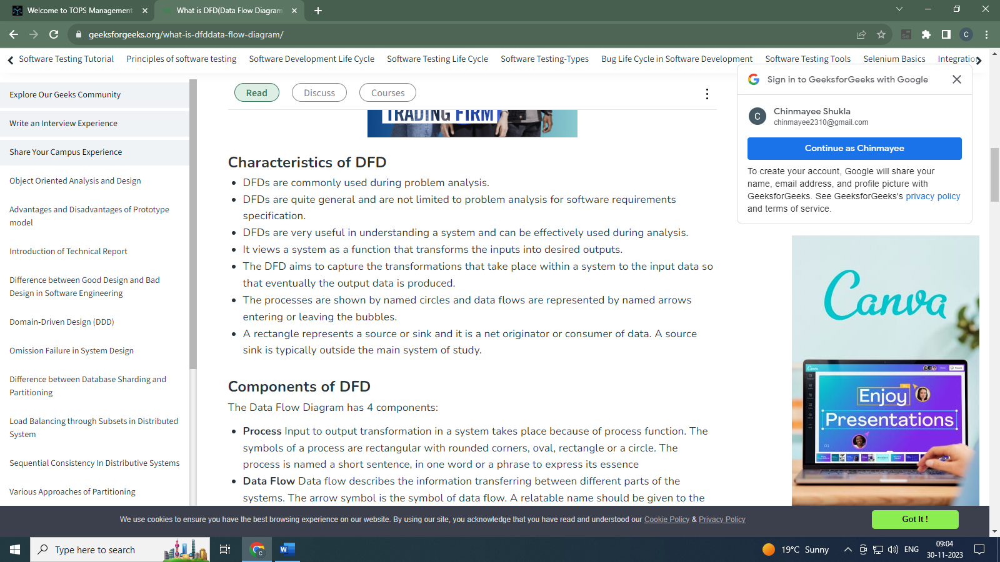 Welcome to TOPS Management
What is DFD(Data Flow Diagram
geeksforgeeks.org/what-is-dfddata-flow-diagram/
C
Software Testing Tutorial Principles of software testing Software Development Life Cycle Software Testing Life Cycle Software Testing-Types Bug Life Cycle in Software Development Software Testing Tools Selenium Basics Integratio
Explore Our Geeks Community
Write an Interview Experience
Share Your Campus Experience
Object Oriented Analysis and Design
Advantages and Disadvantages of Prototype
model
Introduction of Technical Report
Difference between Good Design and Bad
Design in Software Engineering
Domain-Driven Design (DDD)
Omission Failure in System Design
Difference between Database Sharding and
Partitioning
Load Balancing through Subsets in Distributed
System
Sequential Consistency In Distributive Systems
Various Approaches of Partitioning
Read Discuss Courses
TRADING FIRM
Characteristics of DFD
• DFDs are commonly used during problem analysis.
• DFDs are quite general and are not limited to problem analysis for software requirements
specification.
• DFDs are very useful in understanding a system and can be effectively used during analysis.
• It views a system as a function that transforms the inputs into desired outputs.
• The DFD aims to capture the transformations that take place within a system to the input data so
that eventually the output data is produced.
• The processes are shown by named circles and data flows are represented by named arrows
entering or leaving the bubbles.
• A rectangle represents a source or sink and it is a net originator or consumer of data. A source
sink is typically outside the main system of study.
Components of DFD
The Data Flow Diagram has 4 components:
• Process Input to output transformation in a system takes place because of process function. The
symbols of a process are rectangular with rounded corners, oval, rectangle or a circle. The
process is named a short sentence, in one word or a phrase to express its essence
• Data Flow Data flow describes the information transferring between different parts of the
systems. The arrow symbol is the symbol of data flow. A relatable name should be given to the
Sign in to GeeksforGeeks with Google
C
Chinmayee Shukla
chinmayee2310@gmail.com
Continue as Chinmayee
To create your account, Google will share your
name, email address, and profile picture with
GeeksforGeeks. See GeeksforGeeks's privacy policy
and terms of service.
Canva
Canva
Enjoy
Presentations
01
We use cookies to ensure you have the best browsing experience on our website. By using our site, you acknowledge that you have read and understood our Cookie Policy & Privacy Policy
Got It !
Type here to search
C
W
19°C Sunny
ENG
09:04
30-11-2023